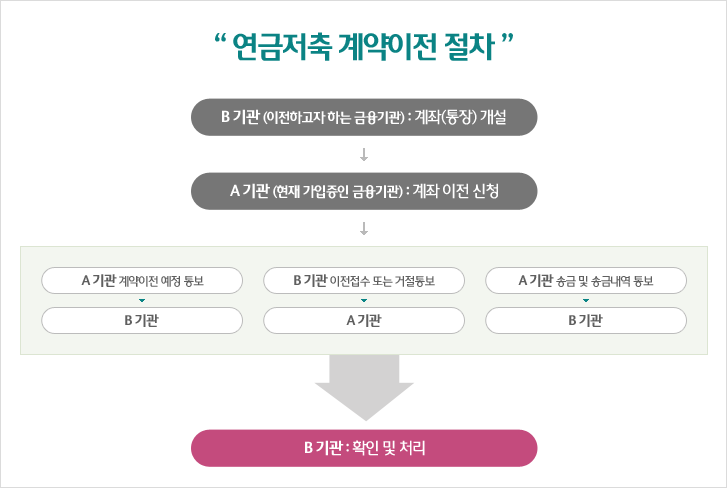 “ 연금저축 계약이전 절차 ”
B 기관 (이전하고자 하는 금융기관) : 계좌(통장) 개설
A 기관 (현재 가입중인 금융기관) : 계좌 이전 신청
A 기관 계약이전 예정 통보
B 기관
B 기관 이전접수 또는 거절통보
A 기관
A 기관 송금 및 송금내역 통보
B 기관
B 기관 : 확인 및 처리